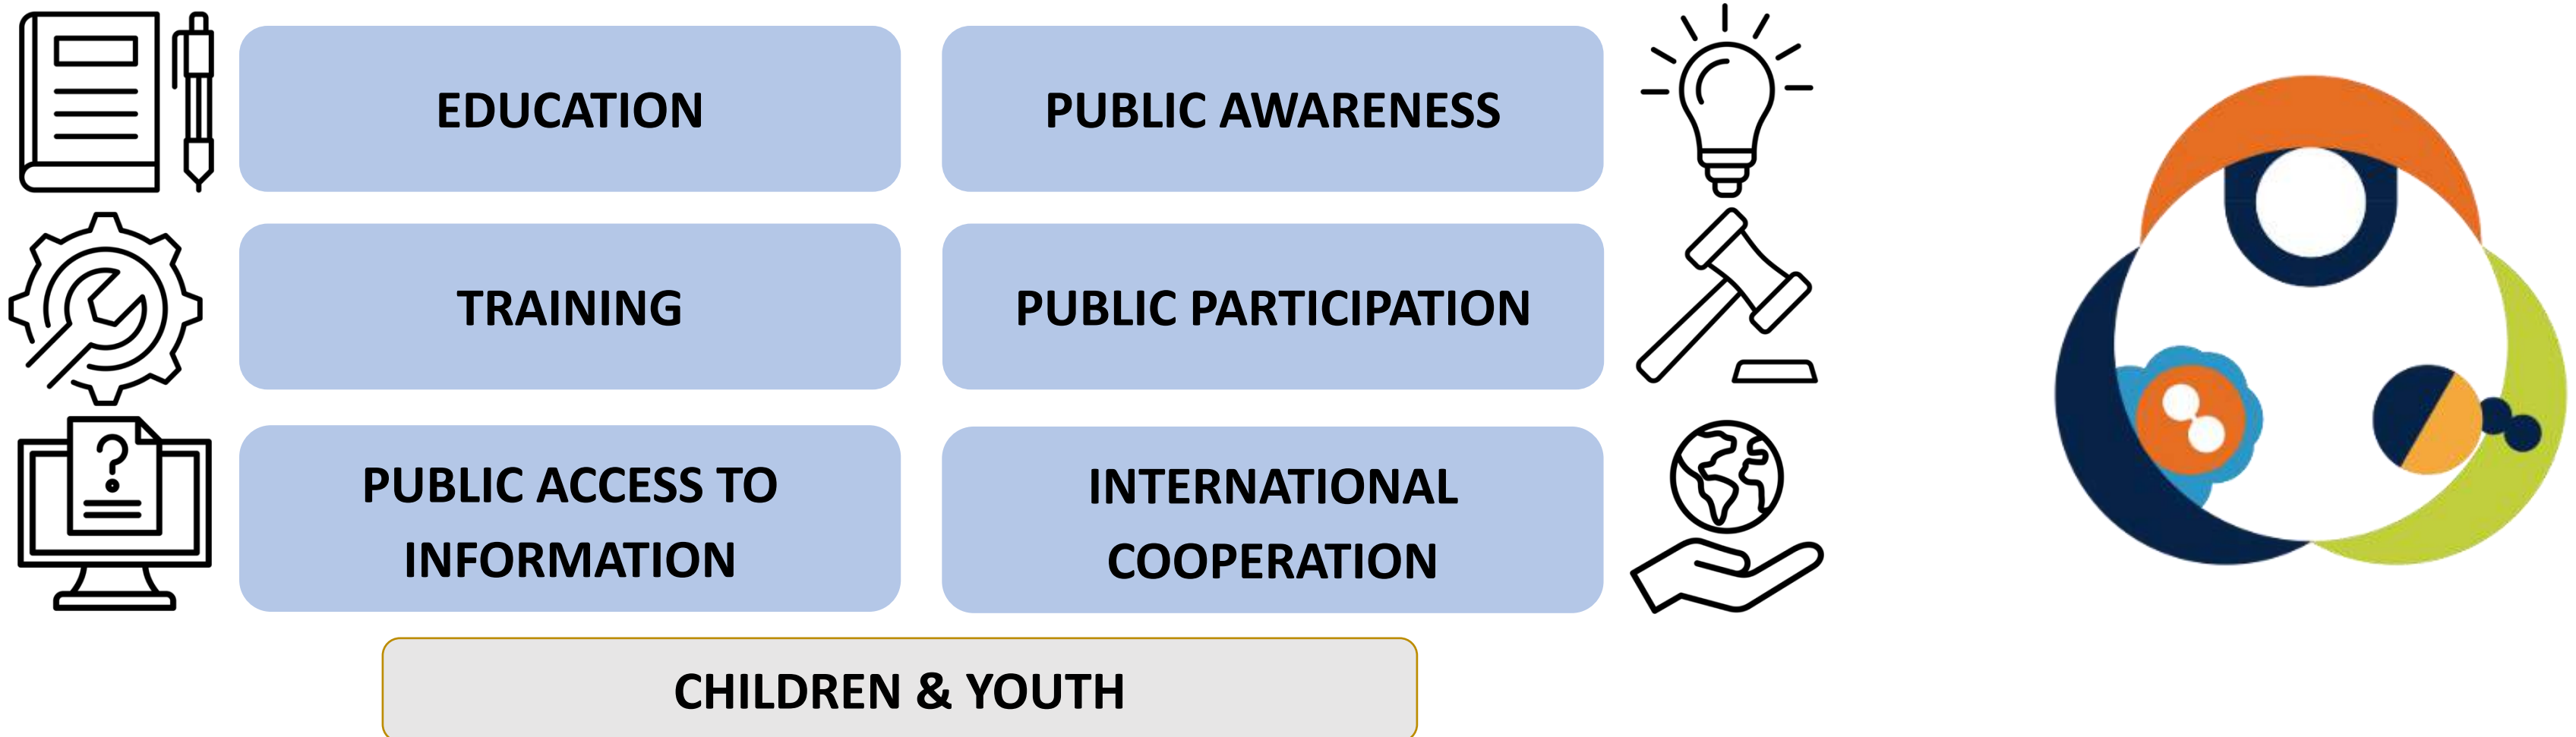 EDUCATION
PUBLIC AWARENESS
TRAINING
PUBLIC PARTICIPATION
PUBLIC ACCESS TO
INFORMATION
INTERNATIONAL
COOPERATION
CHILDREN & YOUTH